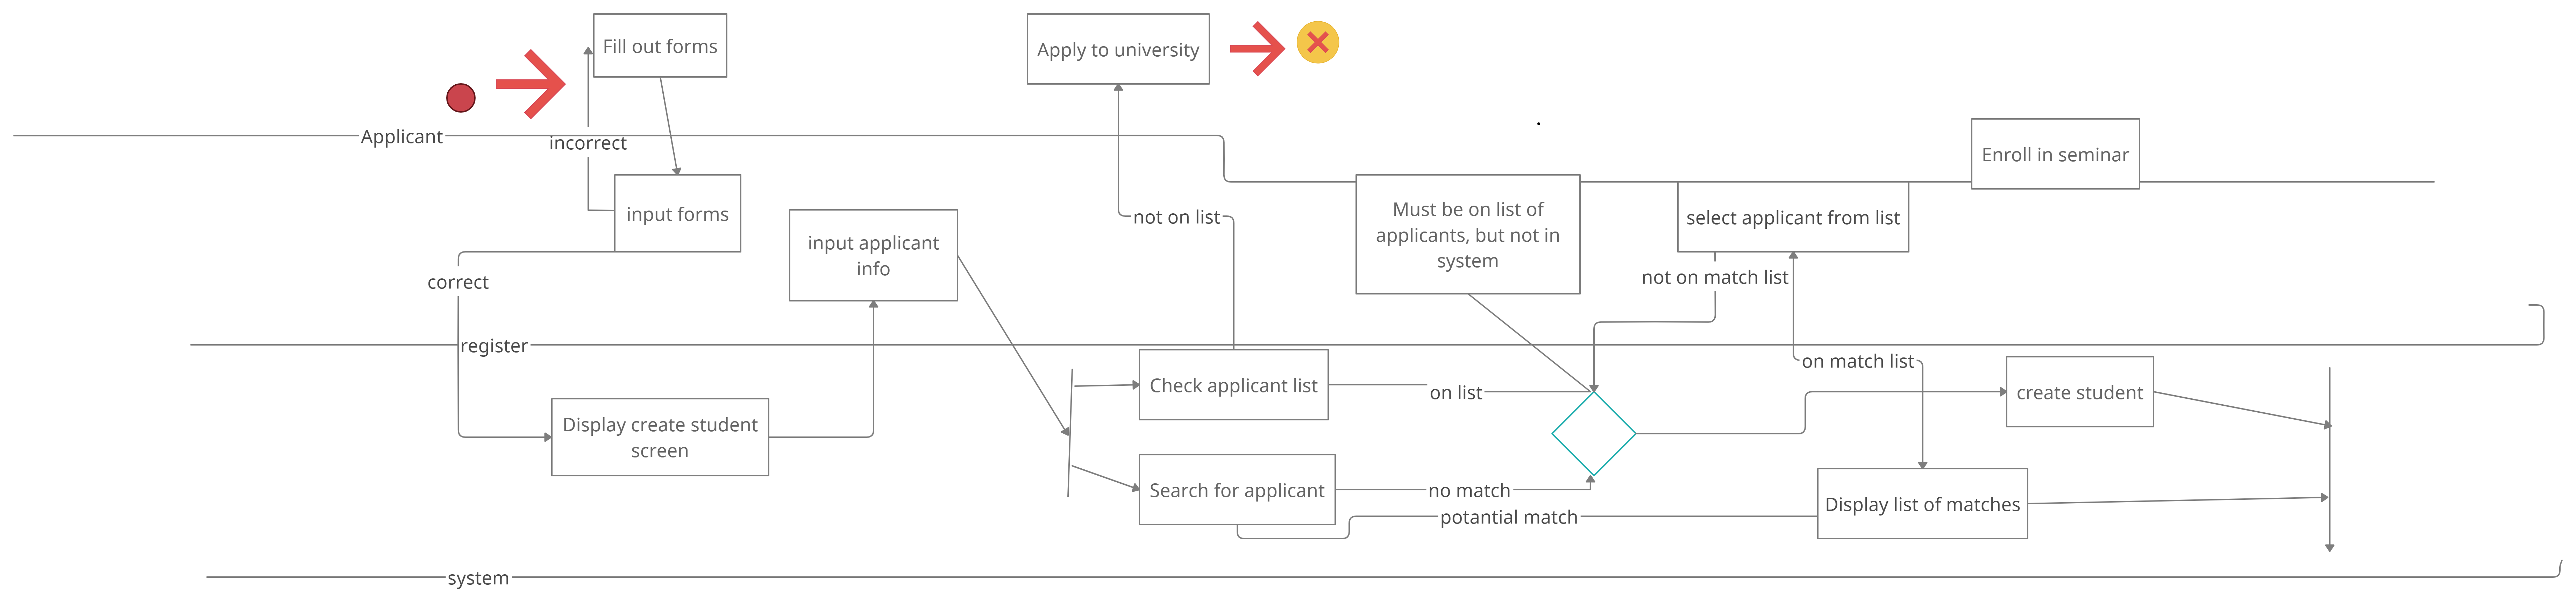 Fill out forms
Apply to university
Applicant
incorrect
Enroll in seminar
input forms
input applicant
info
not on list
Must be on list of
applicants, but not in
system
select applicant from list
correct
not on match list
register
on match list
Check applicant list
on list
create student
Display create student
screen
Search for applicant
no match
potantial match
Display list of matches
system